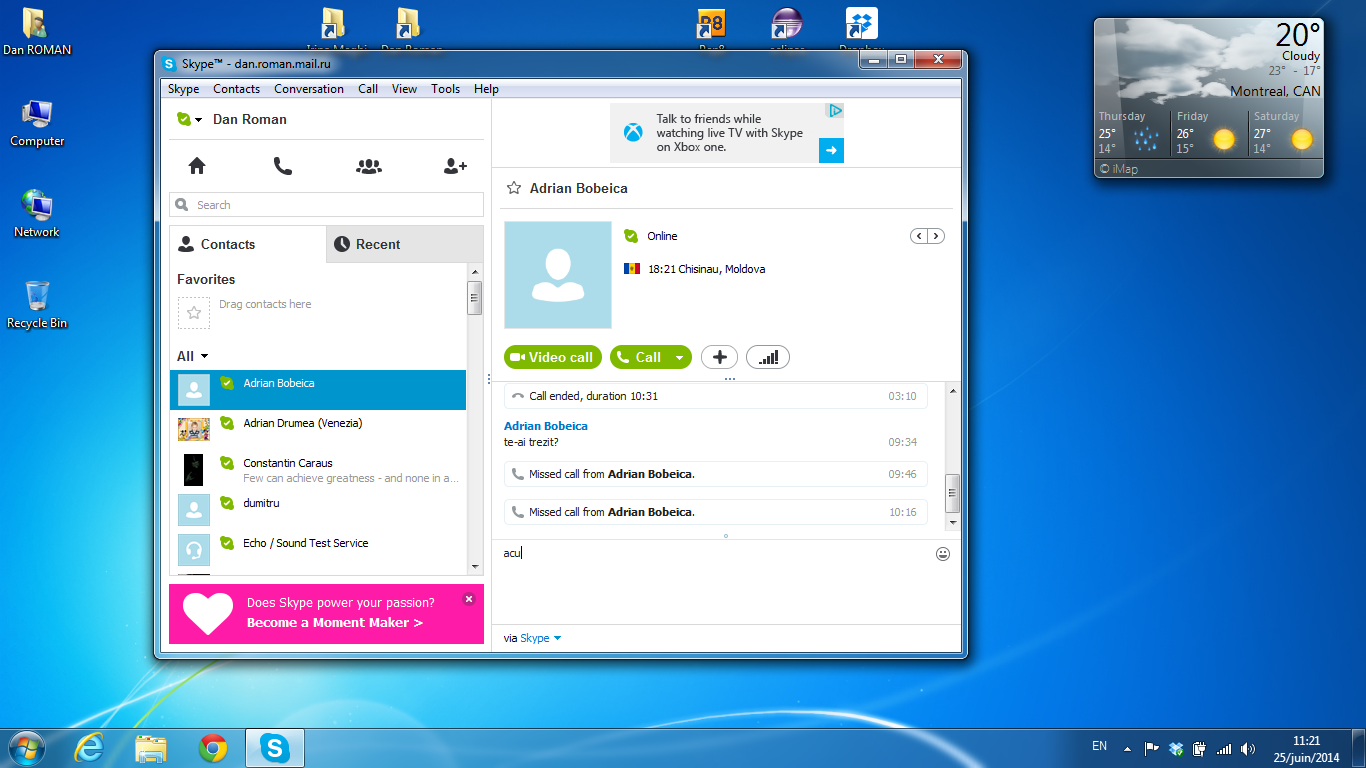 Dan ROMAN
Computer
Network
Recycle Bin
Skype™ - dan.roman.mail.ru
Skype Contacts Conversation Call View Tools Help
Dan Roman
Search
Contacts Recent
Favorites
Drag contacts here
All
Adrian Bobeica
Adrian Drumea (Venezia)
Constantin Caraus
Few can achieve greatness - and none in a...
dumitru
Echo / Sound Test Service
Does Skype power your passion?
Become a Moment Maker >
Talk to friends while
watching live TV with Skype
on Xbox one.
Adrian Bobeica
Online
18:21 Chisinau, Moldova
Video call Call
Call ended, duration 10:31 03:10
Adrian Bobeica
te-ai trezit? 09:34
Missed call from Adrian Bobeica. 09:46
Missed call from Adrian Bobeica. 10:16
acu
via Skype
20°
Cloudy
23° - 17°
Montreal, CAN
Thursday Friday Saturday
25° 26° 27°
14° 15° 14°
© iMap
EN
11:21
25/juin/2014